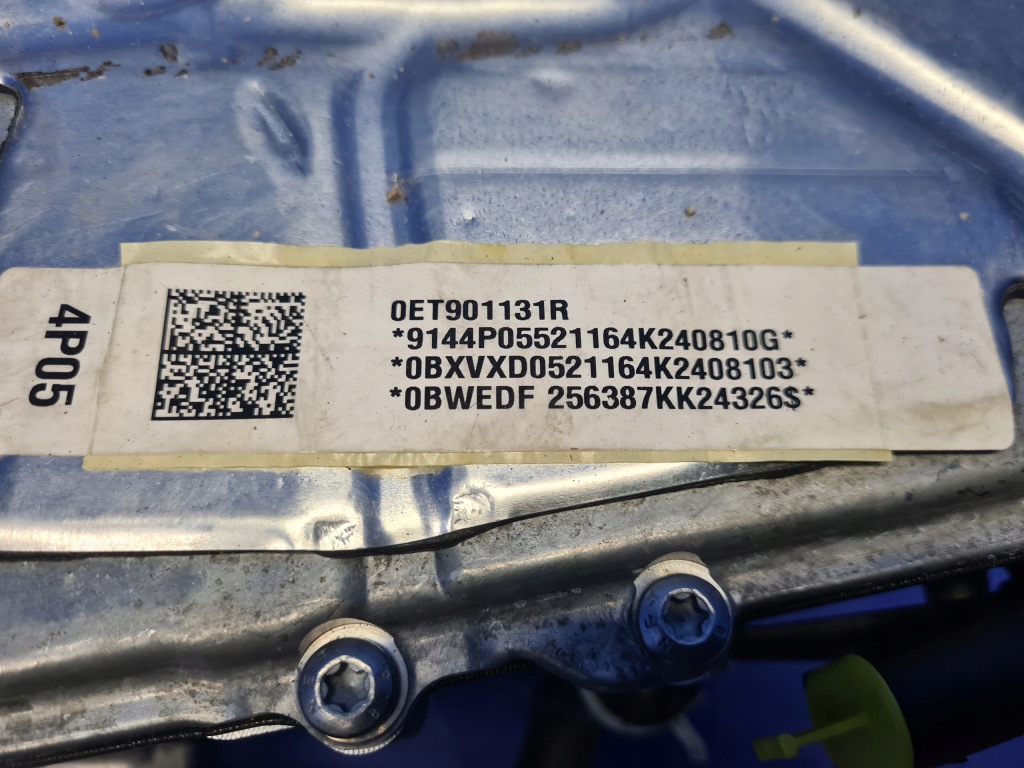 4P05
0ET901131R
*9144P05521164K240810G*
*0BXVXD0521164K2408103*
*0BWEDF 256387KK24326$*